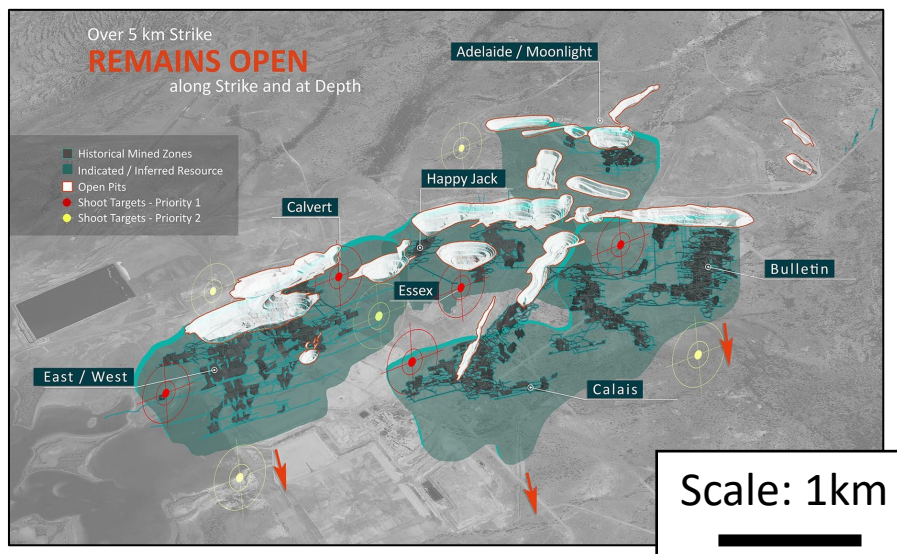 Over 5 km Strike
REMAINS OPEN
along Strike and at Depth
Adelaide / Moonlight
Historical Mined Zones
Indicated / Inferred Resource
Open Pits
Shoot Targets - Priority 1
Shoot Targets - Priority 2
Happy Jack
Calvert
Bulletin
Essex
East / West
Calais
Scale: 1km